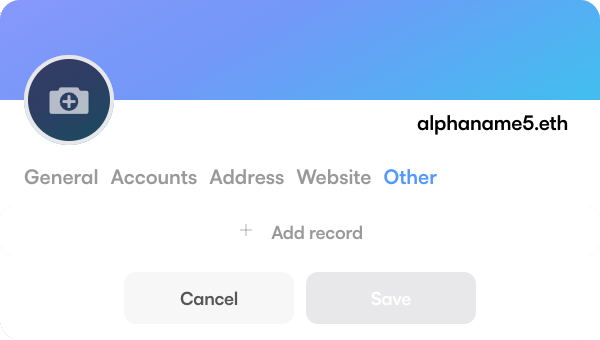 alphaname5.eth
General Accounts Address Website Other
+ Add record
Cancel Save